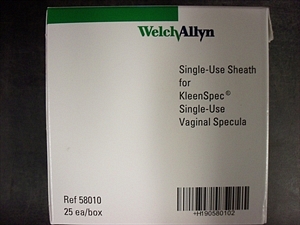 WelchAllyn
Single-Use Sheath
for
KleenSpec®
Single-Use
Vaginal Specula
Ref 58010
25 ea/box
+H190580102